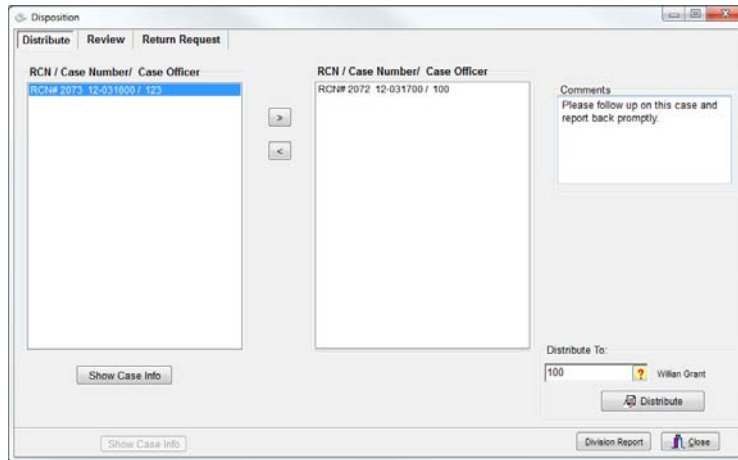 Disposition
Distribute Review Return Request
RCN / Case Number/ Case Officer
RCN# 2073 12-031800 / 123
>
<
RCN / Case Number/ Case Officer
RCN# 2072 12-031700 / 100
Comments
Please follow up on this case and
report back promptly.
Show Case Info
Distribute To:
100 ? Willian Grant
Distribute
Show Case Info
Division Report Close